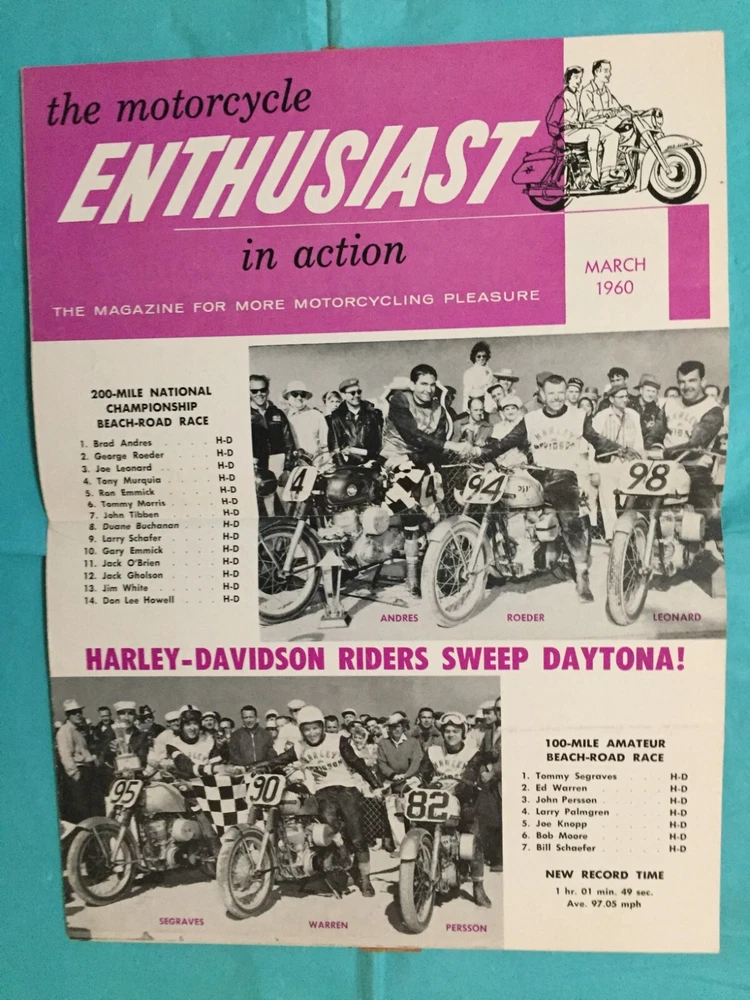 the motorcycle
ENTHUSIAST
in action
THE MAGAZINE FOR MORE MOTORCYCLING PLEASURE
MARCH
1960
200-MILE NATIONAL
CHAMPIONSHIP
BEACH-ROAD RACE
1. Brad Andres . . . . H-D
2. George Roeder . . . H-D
3. Joe Leonard . . . . H-D
4. Tony Murguia . . . . H-D
5. Ron Emmick . . . . H-D
6. Tommy Morris . . . . H-D
7. John Tibben . . . . H-D
8. Duane Buchanan . . . H-D
9. Larry Schafer . . . . H-D
10. Gary Emmick . . . . H-D
11. Jack O'Brien . . . . H-D
12. Jack Gholson . . . . H-D
13. Jim White . . . . H-D
14. Don Lee Howell . . . H-D
4
94
98
HARLEY
DAVIDSON
ANDRES
ROEDER
LEONARD
HARLEY-DAVIDSON RIDERS SWEEP DAYTONA!
95
90
82
SEGRAVES
WARREN
PERSSON
100-MILE AMATEUR
BEACH-ROAD RACE
1. Tommy Segraves . . . H-D
2. Ed Warren . . . . H-D
3. John Persson . . . . H-D
4. Larry Palmgren . . . H-D
5. Joe Knopp . . . . H-D
6. Bob Moore . . . . H-D
7. Bill Schaefer . . . . H-D
NEW RECORD TIME
1 hr. 01 min. 49 sec.
Ave. 97.05 mph